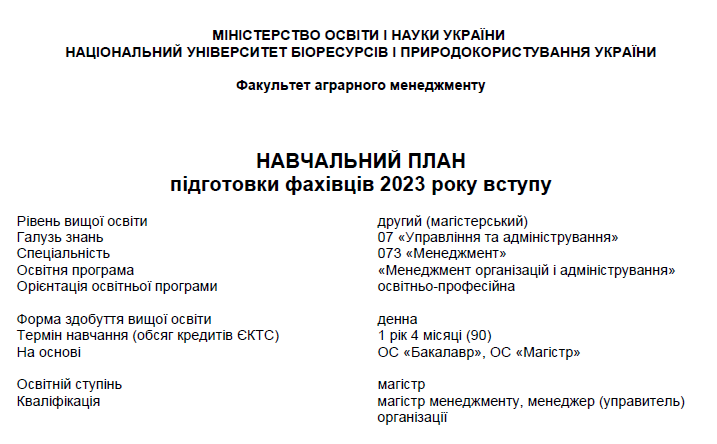 МІНІСТЕРСТВО ОСВІТИ І НАУКИ УКРАЇНИ
НАЦІОНАЛЬНИЙ УНІВЕРСИТЕТ БІОРЕСУРСІВ І ПРИРОДОКОРИСТУВАННЯ УКРАЇНИ
Факультет аграрного менеджменту
НАВЧАЛЬНИЙ ПЛАН
підготовки фахівців 2023 року вступу
Рівень вищої освіти другий (магістерський)
Галузь знань 07 «Управління та адміністрування»
Спеціальність 073 «Менеджмент»
Освітня програма «Менеджмент організацій і адміністрування»
Орієнтація освітньої програми освітньо-професійна
Форма здобуття вищої освіти денна
Термін навчання (обсяг кредитів ЄКТС) 1 рік 4 місяці (90)
На основі ОС «Бакалавр», ОС «Магістр»
Освітній ступінь магістр
Кваліфікація магістр менеджменту, менеджер (управитель)
організації